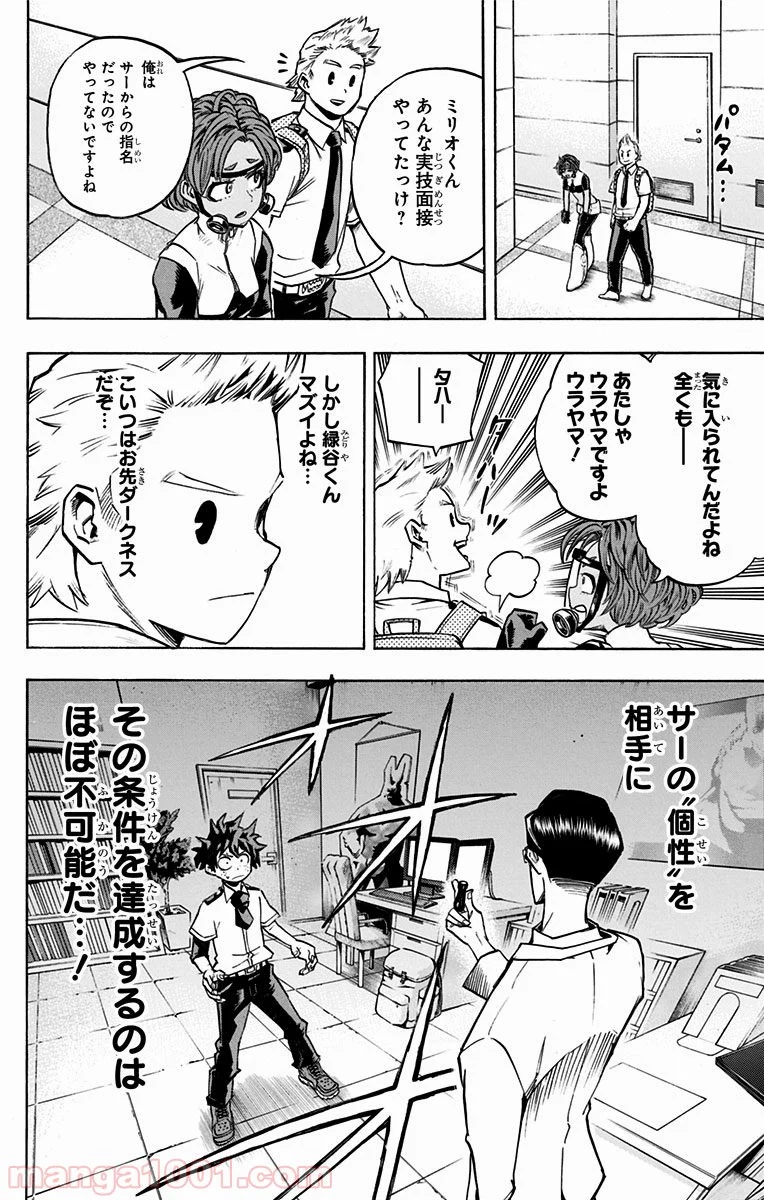 パタム…
ミリオくん
あんな実技面接
やってたっけ？
俺は
サーからの指名
だったので
やってないですよね
気に入られてんだよね
全くも――
あたしゃ
ウラヤマですよ
ウラヤマ！
タハ――
しかし緑谷くん
マズイよね…
こいつはお先ダークネス
だぞ…
サーの〝個性〟を
相手に
その条件を達成するのは
ほぼ不可能だ…！
manga1001.com